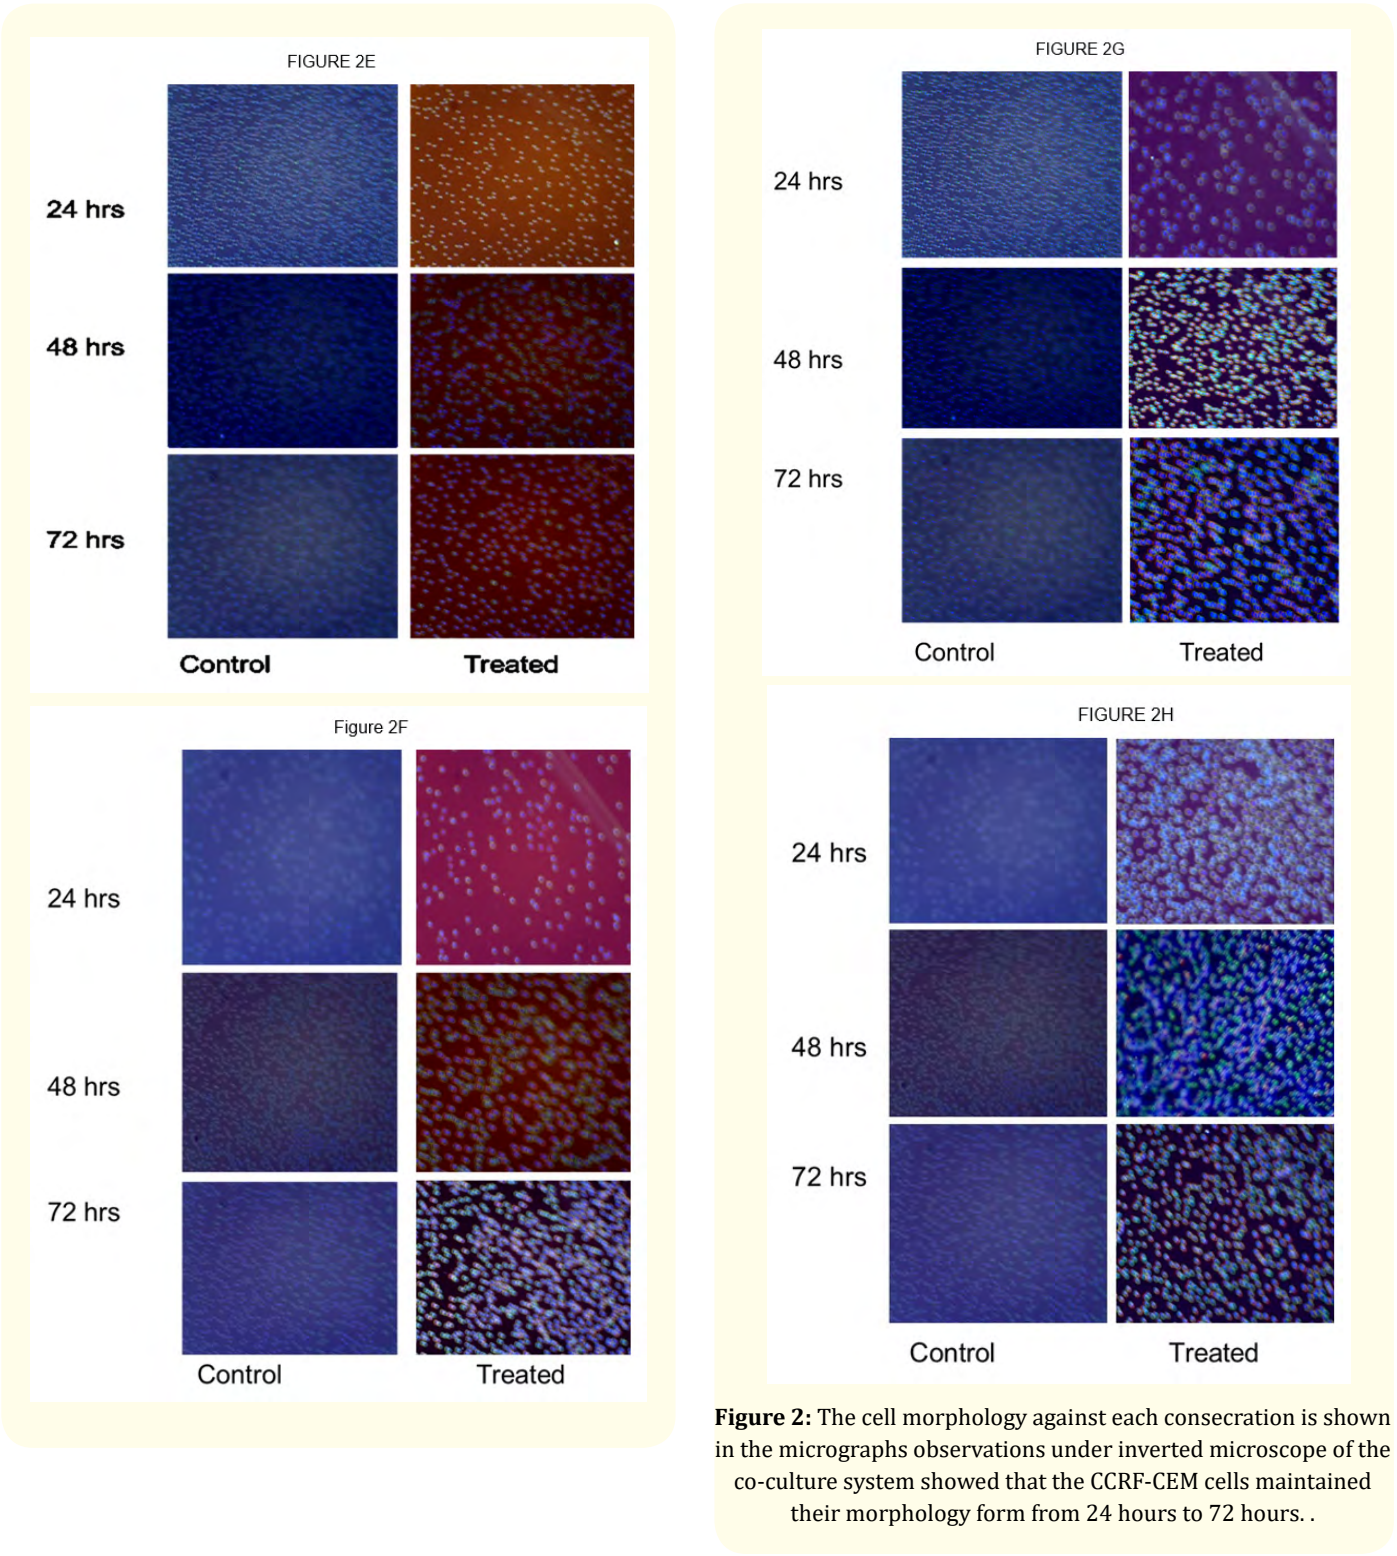 FIGURE 2E
24 hrs
48 hrs
72 hrs
Control Treated
Figure 2F
24 hrs
48 hrs
72 hrs
Control Treated
FIGURE 2G
24 hrs
48 hrs
72 hrs
Control Treated
FIGURE 2H
24 hrs
48 hrs
72 hrs
Control Treated
Figure 2: The cell morphology against each consecration is shown
in the micrographs observations under inverted microscope of the
co-culture system showed that the CCRF-CEM cells maintained
their morphology form from 24 hours to 72 hours. .